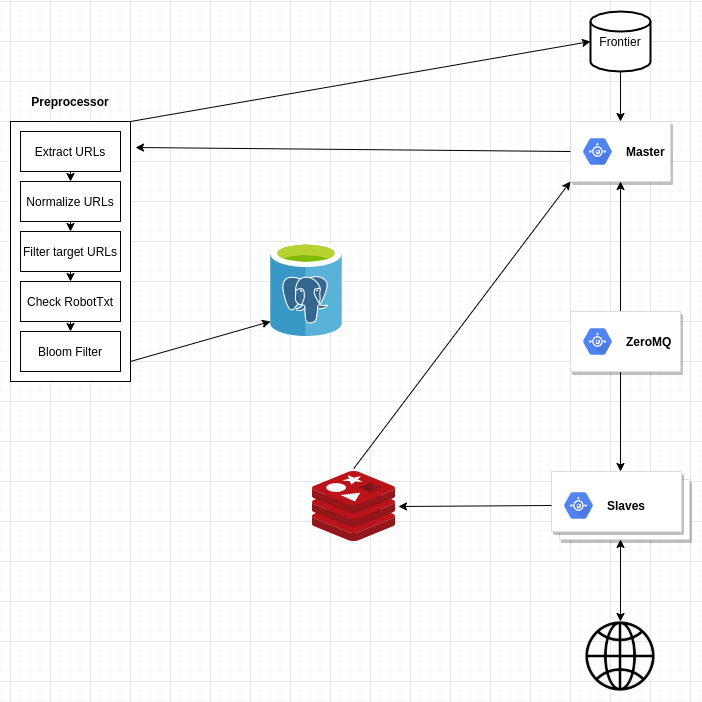 Frontier
Preprocessor
Extract URLs
Master
Normalize URLs
Filter target URLs
Check RobotTxt
ZeroMQ
Bloom Filter
Slaves